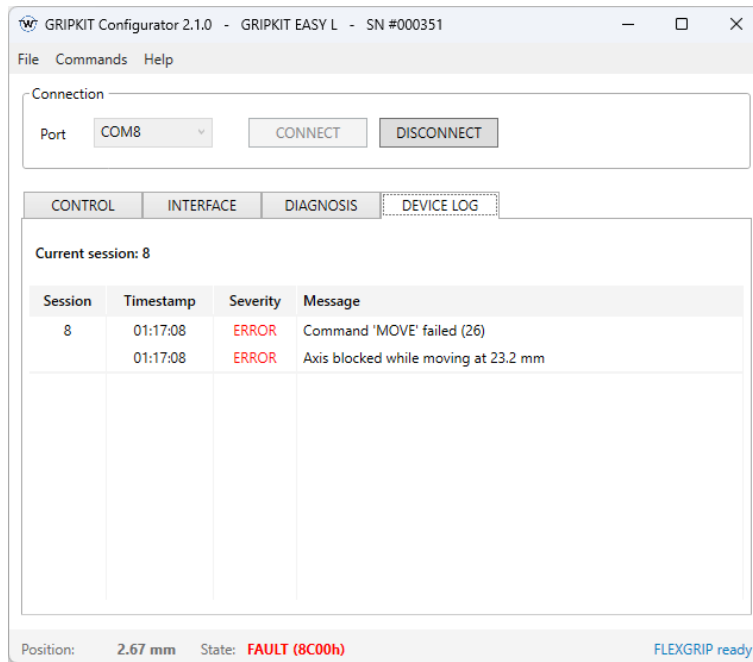 GRIPKIT Configurator 2.1.0 - GRIPKIT EASY L - SN #000351
File Commands Help
Connection
Port COM8 CONNECT DISCONNECT
CONTROL INTERFACE DIAGNOSIS DEVICE LOG
Current session: 8
Session Timestamp Severity Message
8 01:17:08 ERROR Command 'MOVE' failed (26)
01:17:08 ERROR Axis blocked while moving at 23.2 mm
Position: 2.67 mm State: FAULT (8C00h) FLEXGRIP ready